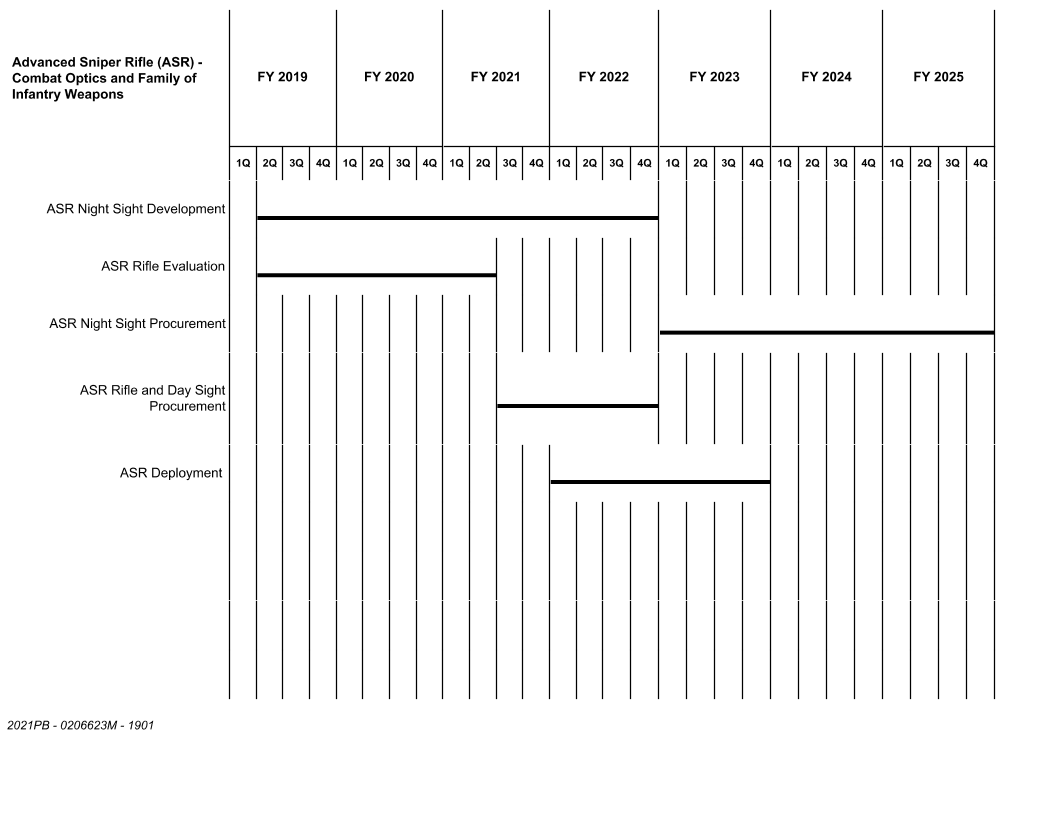 Advanced Sniper Rifle (ASR) -
Combat Optics and Family of
Infantry Weapons
FY 2019 FY 2020 FY 2021 FY 2022 FY 2023 FY 2024 FY 2025
1Q 2Q 3Q 4Q 1Q 2Q 3Q 4Q 1Q 2Q 3Q 4Q 1Q 2Q 3Q 4Q 1Q 2Q 3Q 4Q 1Q 2Q 3Q 4Q 1Q 2Q 3Q 4Q
ASR Night Sight Development
ASR Rifle Evaluation
ASR Night Sight Procurement
ASR Rifle and Day Sight
Procurement
ASR Deployment
2021PB - 0206623M - 1901